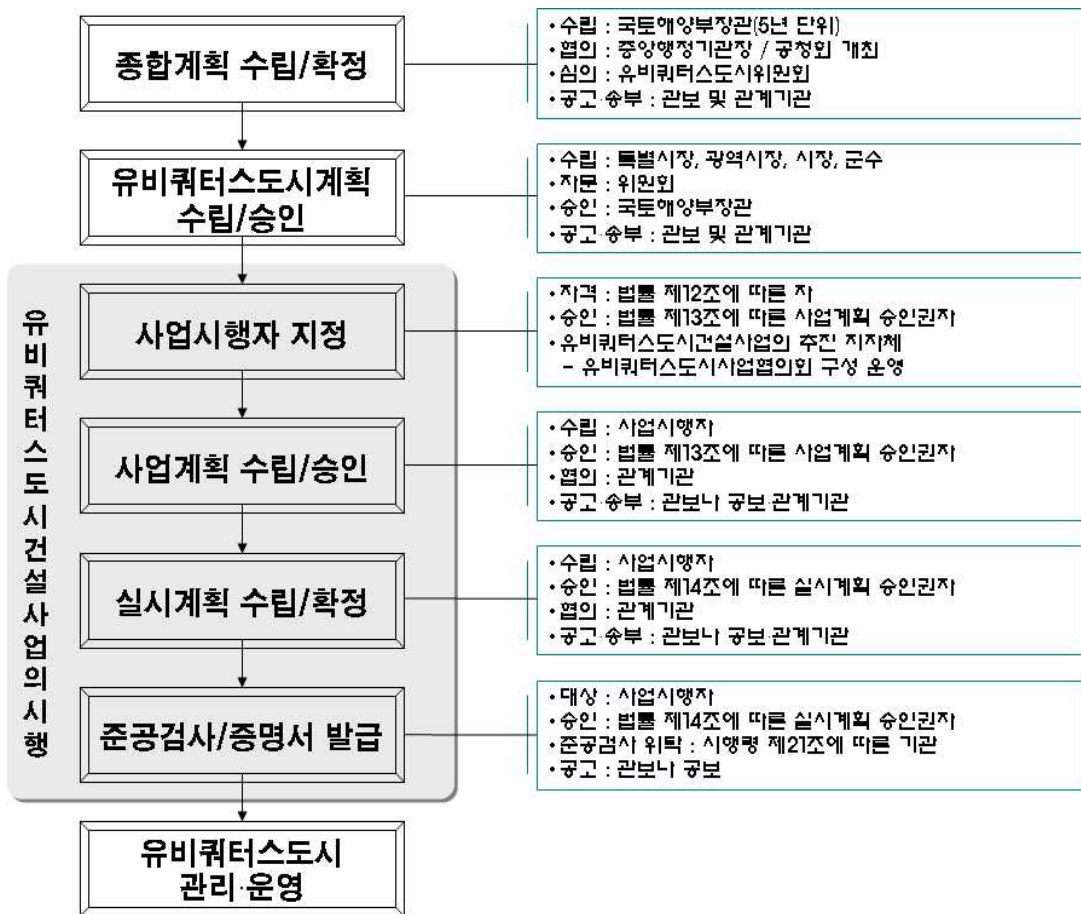 종합계획 수립/확정
• 수립 : 국토해양부장관(5년 단위)
• 협의 : 중앙행정기관장 / 공청회 개최
• 심의 : 유비쿼터스도시위원회
• 공고·송부 : 관보 및 관계기관
유비쿼터스도시계획
수립/승인
• 수립 : 특별시장, 광역시장, 시장, 군수
• 자문 : 위원회
• 승인 : 국토해양부장관
• 공고·송부 : 관보 및 관계기관
유비쿼터스도시건설사업의시행
사업시행자 지정
• 자격 : 법률 제12조에 따른 자
• 승인 : 법률 제13조에 따른 사업계획 승인권자
• 유비쿼터스도시건설사업의 추진 지자체
- 유비쿼터스도시사업협의회 구성·운영
사업계획 수립/승인
• 수립 : 사업시행자
• 승인 : 법률 제13조에 따른 사업계획 승인권자
• 협의 : 관계기관
• 공고·송부 : 관보나 공보·관계기관
실시계획 수립/확정
• 수립 : 사업시행자
• 승인 : 법률 제14조에 따른 실시계획 승인권자
• 협의 : 관계기관
• 공고·송부 : 관보나 공보·관계기관
준공검사/증명서 발급
• 대상 : 사업시행자
• 승인 : 법률 제14조에 따른 실시계획 승인권자
• 준공검사 위탁 : 시행령 제21조에 따른 기관
• 공고 : 관보나 공보
유비쿼터스도시
관리·운영